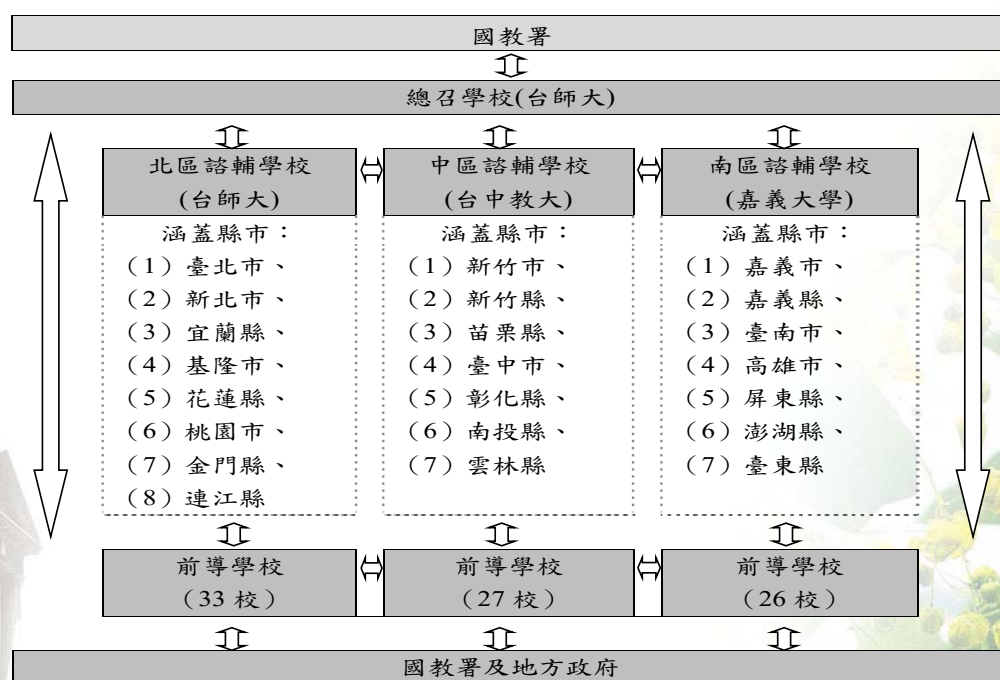 國教署
總召學校(台師大)
北區諮輔學校
(台師大)
涵蓋縣市：
（1）臺北市、
（2）新北市、
（3）宜蘭縣、
（4）基隆市、
（5）花蓮縣、
（6）桃園市、
（7）金門縣、
（8）連江縣
中區諮輔學校
(台中教大)
涵蓋縣市：
（1）新竹市、
（2）新竹縣、
（3）苗栗縣、
（4）臺中市、
（5）彰化縣、
（6）南投縣、
（7）雲林縣
南區諮輔學校
(嘉義大學)
涵蓋縣市：
（1）嘉義市、
（2）嘉義縣、
（3）臺南市、
（4）高雄市、
（5）屏東縣、
（6）澎湖縣、
（7）臺東縣
前導學校
（33 校）
前導學校
（27 校）
前導學校
（26 校）
國教署及地方政府